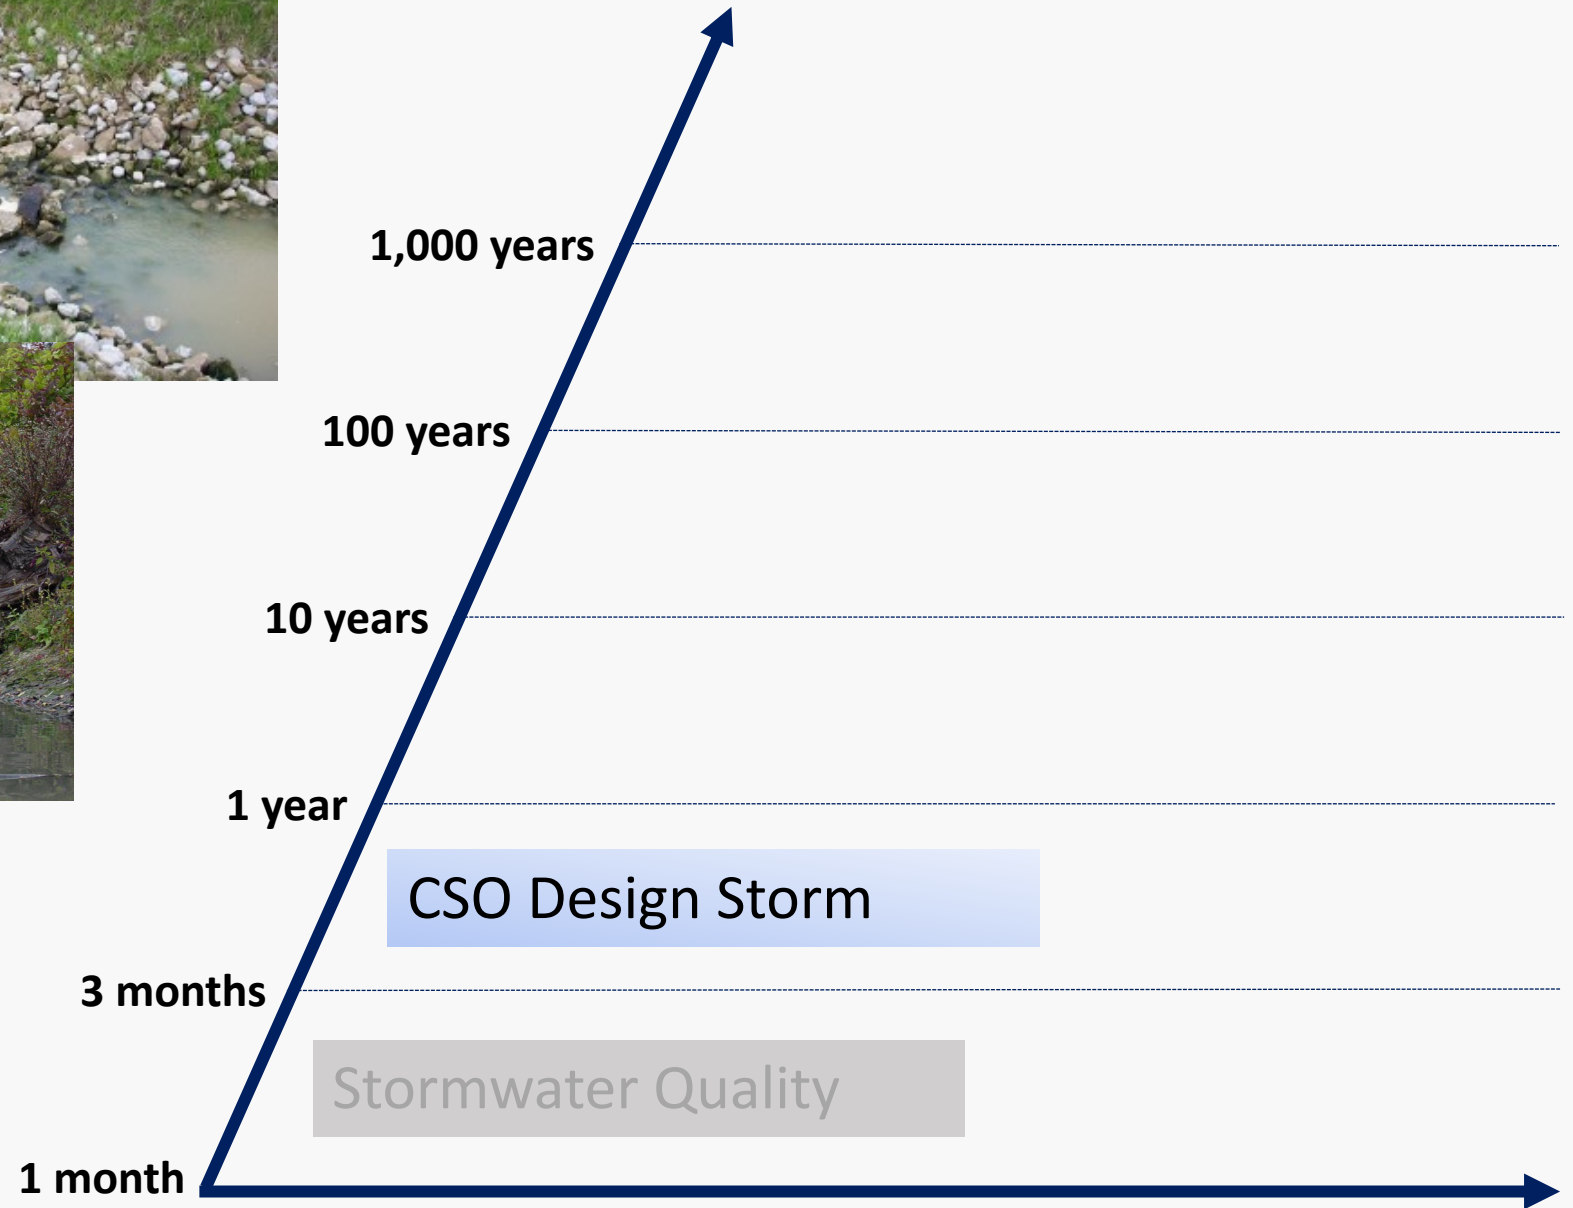 1,000 years
100 years
10 years
1 year
CSO Design Storm
3 months
Stormwater Quality
1 month